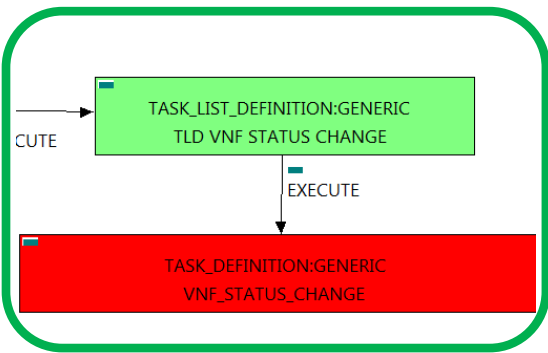 TASK_LIST_DEFINITION:GENERIC
TLD VNF STATUS CHANGE
CUTE
EXECUTE
TASK_DEFINITION:GENERIC
VNF_STATUS_CHANGE